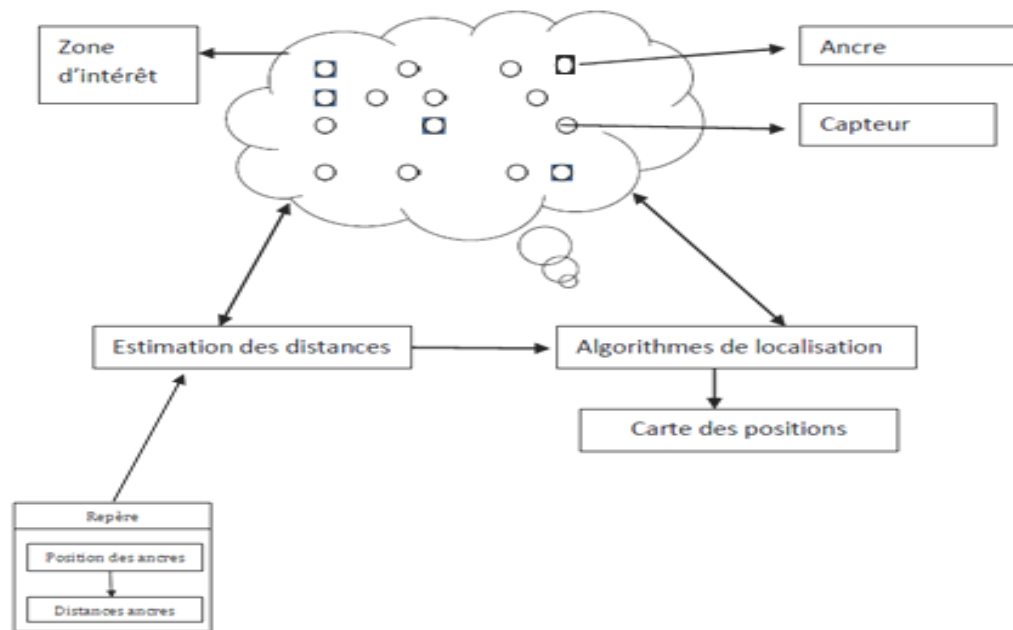 Zone
d'intérêt
Ancre
Capteur
Estimation des distances
Algorithmes de localisation
Carte des positions
Repère
Position des ancres
Distances ancres